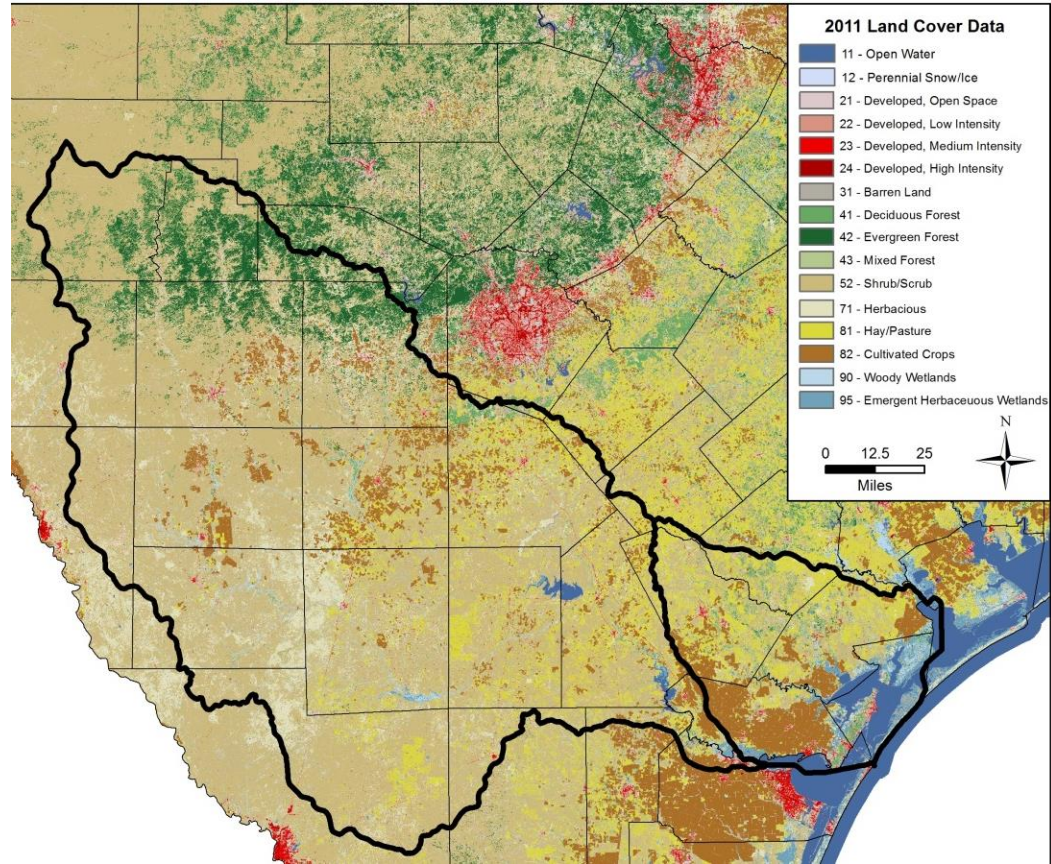 2011 Land Cover Data
11 - Open Water
12 - Perennial Snow/Ice
21 - Developed, Open Space
22 - Developed, Low Intensity
23 - Developed, Medium Intensity
24 - Developed, High Intensity
31 - Barren Land
41 - Deciduous Forest
42 - Evergreen Forest
43 - Mixed Forest
52 - Shrub/Scrub
71 - Herbacious
81 - Hay/Pasture
82 - Cultivated Crops
90 - Woody Wetlands
95 - Emergent Herbaceuous Wetlands
N
0 12.5 25
Miles